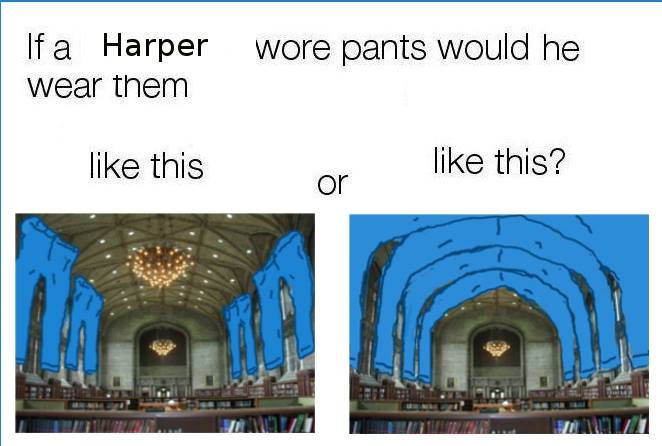 If a Harper wore pants would he
wear them
like this
or
like this?